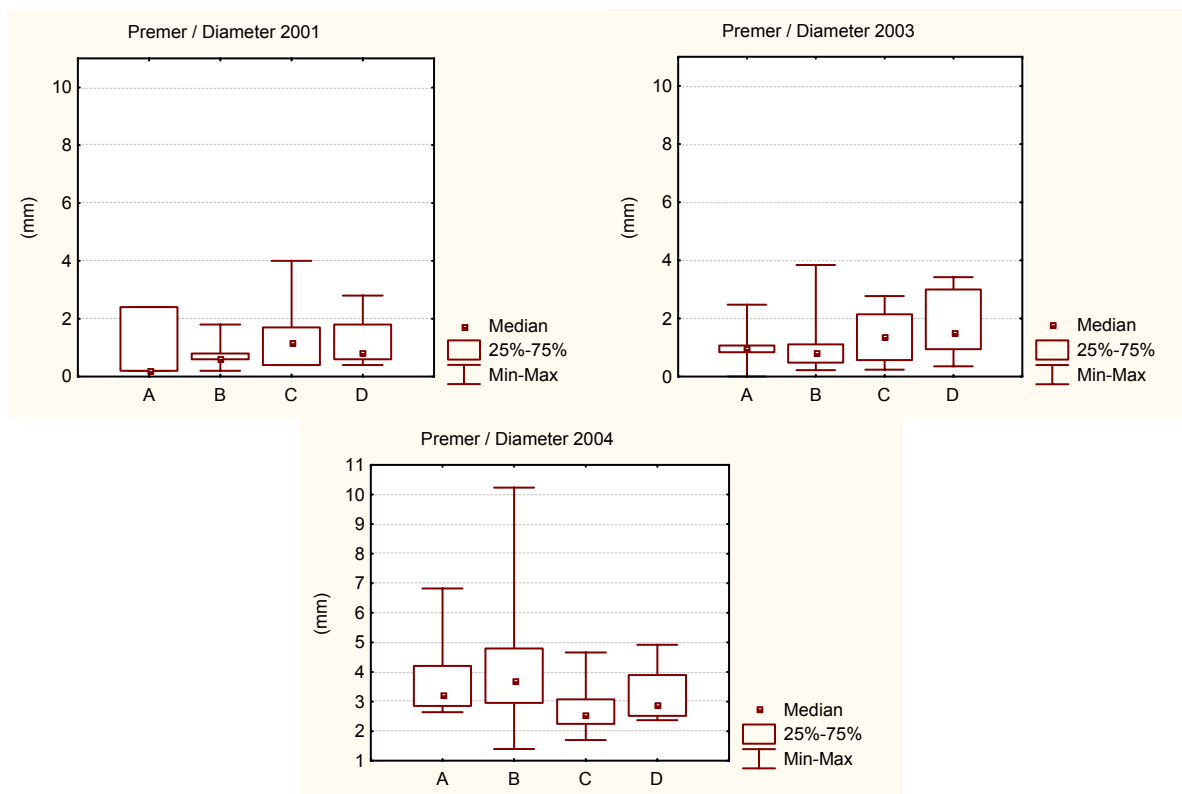 Premer / Diameter 2001
10
8
6
4
2
0
(mm)
A B C D
Median
25%-75%
Min-Max
Premer / Diameter 2003
10
8
6
4
2
0
(mm)
A B C D
Median
25%-75%
Min-Max
Premer / Diameter 2004
11
10
9
8
7
6
5
4
3
2
1
(mm)
A B C D
Median
25%-75%
Min-Max